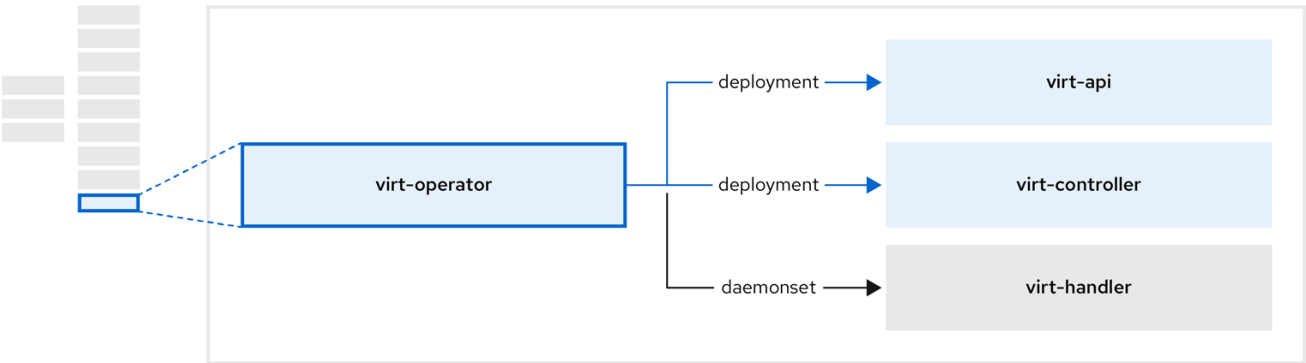 deployment
virt-api
virt-operator
deployment
virt-controller
daemonset
virt-handler